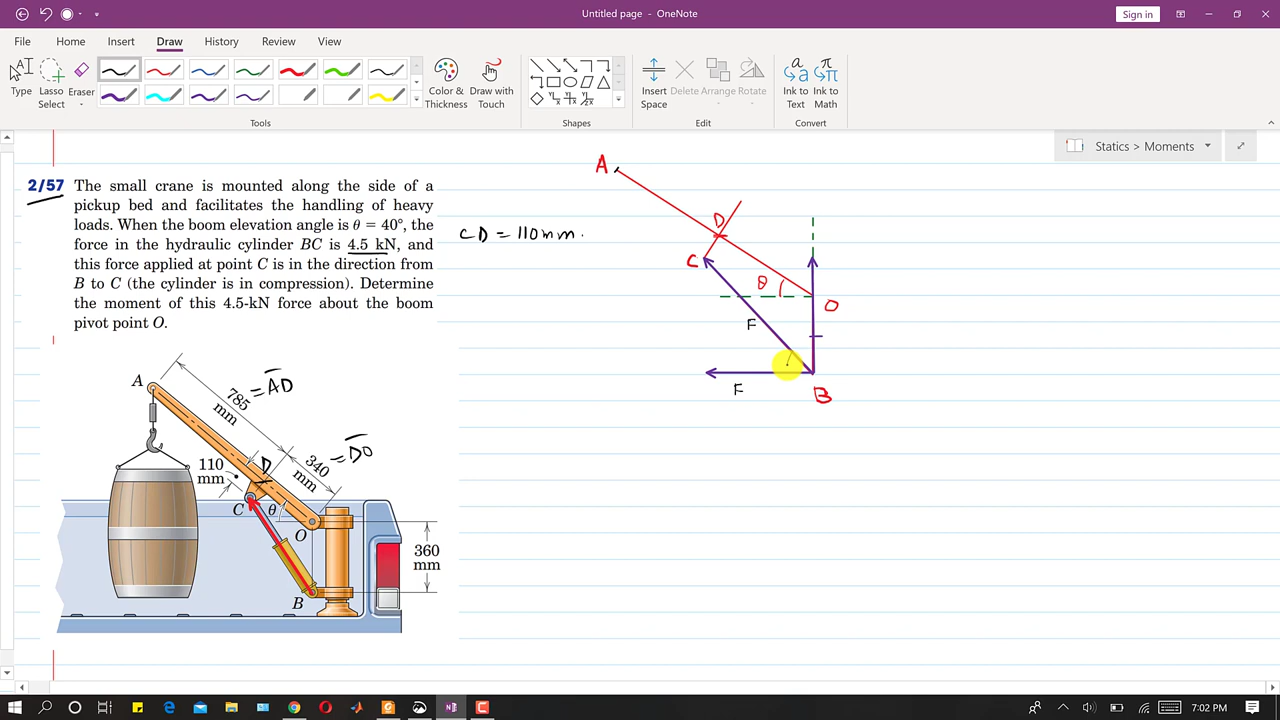 Untitled page - OneNote
Sign in
File Home Insert Draw History Review View
Type
Lasso Select
Eraser
Color & Thickness
Draw with Touch
Insert Space
Delete
Arrange
Rotate
Ink to Text
Ink to Math
Tools
Shapes
Edit
Convert
Statics > Moments
2/57 The small crane is mounted along the side of a
pickup bed and facilitates the handling of heavy
loads. When the boom elevation angle is θ = 40°, the
force in the hydraulic cylinder BC is 4.5 kN, and
this force applied at point C is in the direction from
B to C (the cylinder is in compression). Determine
the moment of this 4.5-kN force about the boom
pivot point O.
CD = 110mm.
A
D
C
θ
O
F
F
B
A
785 mm
= AD
340 mm
= DO
110 mm
D
C
θ
O
360 mm
B
7:02 PM